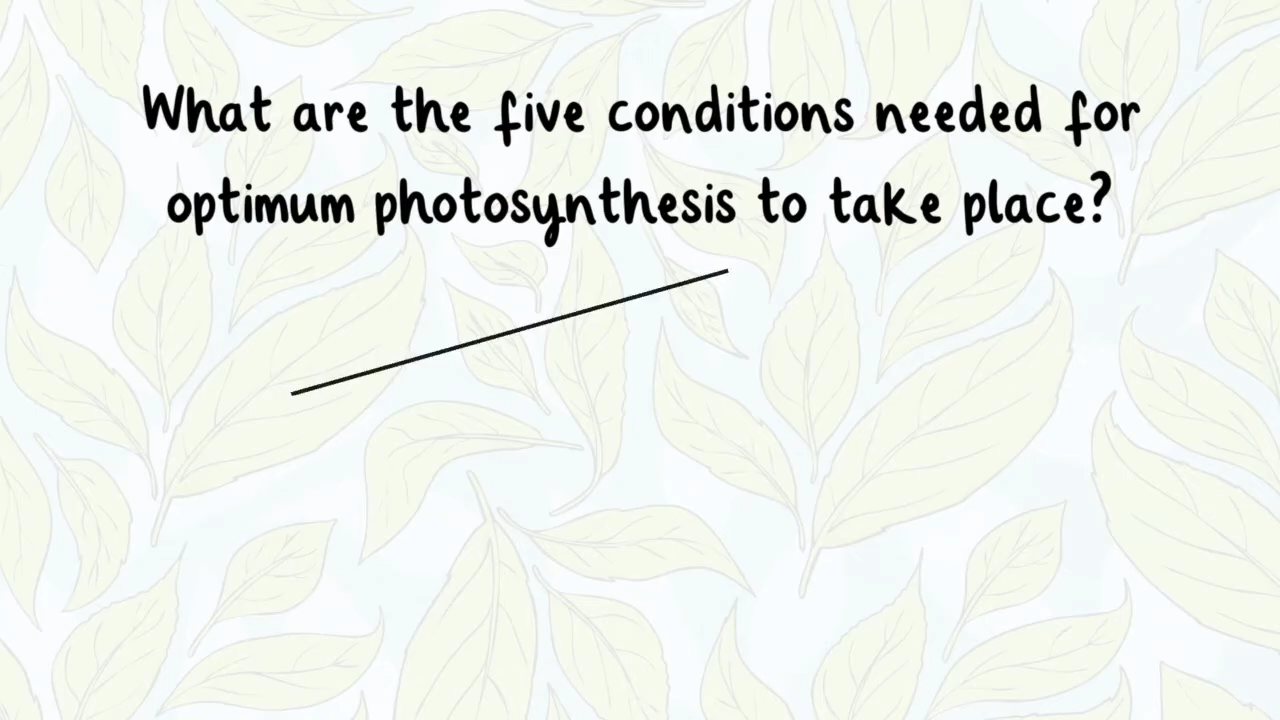 What are the five conditions needed for
optimum photosynthesis to take place?